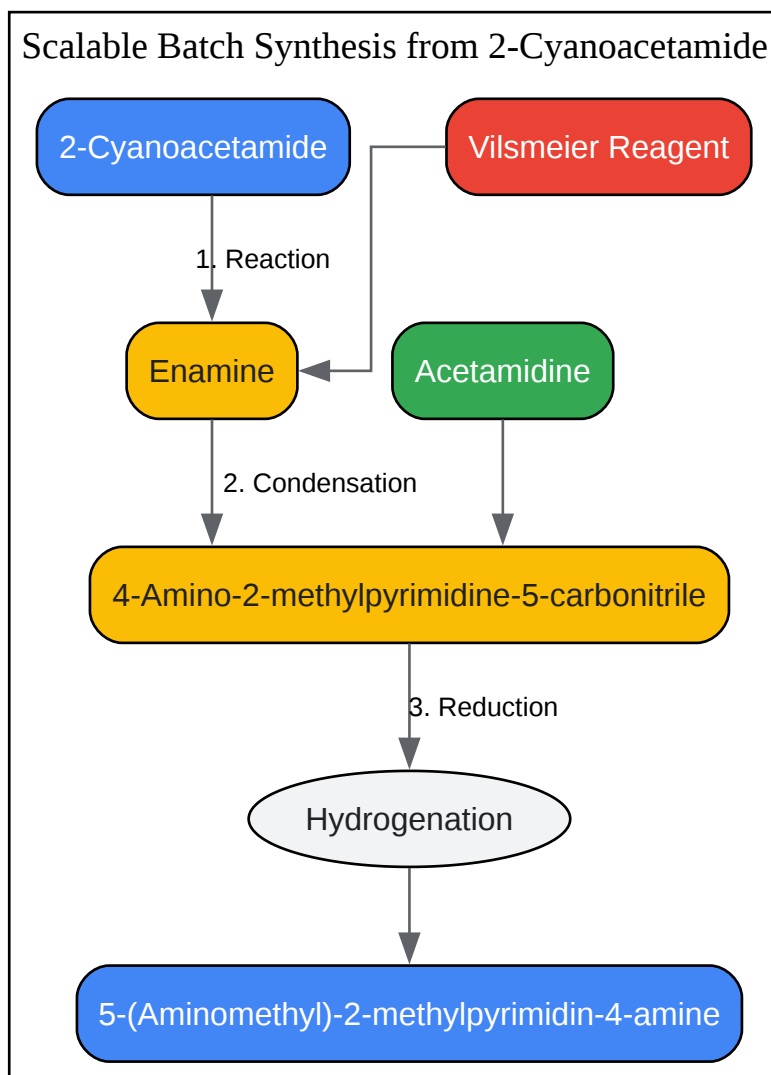 Scalable Batch Synthesis from 2-Cyanoacetamide
2-Cyanoacetamide
Vilsmeier Reagent
1. Reaction
Enamine
Acetamidine
2. Condensation
4-Amino-2-methylpyrimidine-5-carbonitrile
3. Reduction
Hydrogenation
5-(Aminomethyl)-2-methylpyrimidin-4-amine